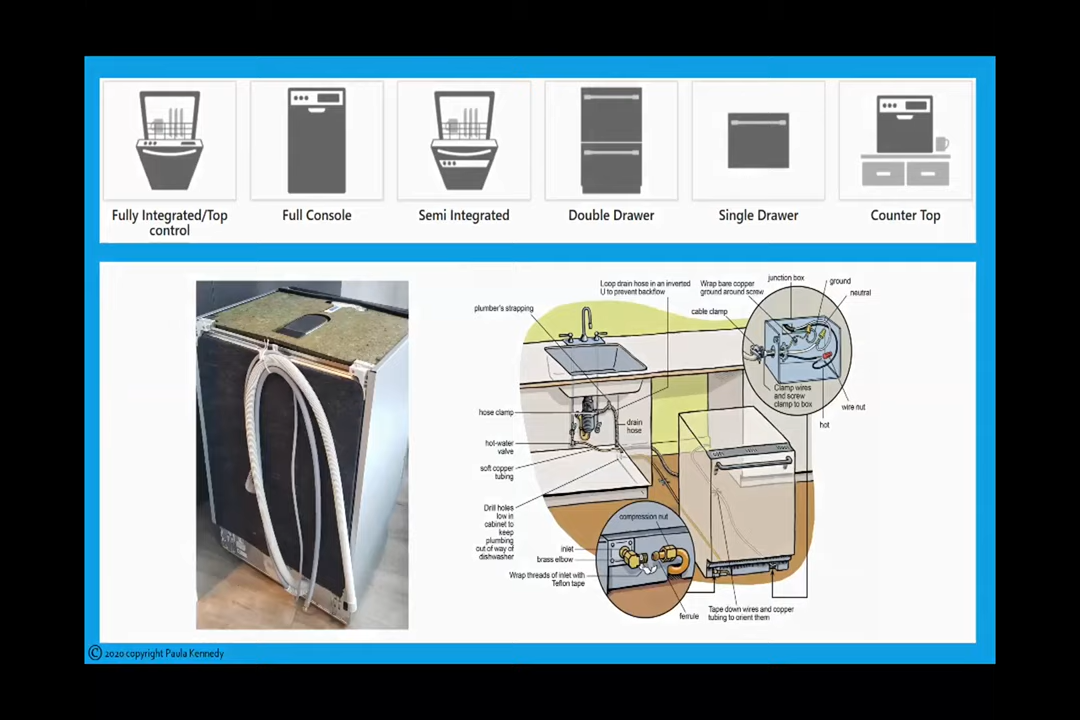 Fully Integrated/Top
control
Full Console
Semi Integrated
Double Drawer
Single Drawer
Counter Top
Loop drain hose in an inverted
U to prevent backflow
plumber's strapping
Wrap bare copper
ground around screw
junction box
ground
neutral
cable clamp
Clamp wires
and screw
clamp to box
wire nut
hot
hose clamp
drain
hose
hot-water
valve
soft copper
tubing
Drill holes
low in
cabinet to
keep
plumbing
out of way of
dishwasher
compression nut
inlet
brass elbow
Wrap threads of inlet with
Teflon tape
ferrule
Tape down wires and copper
tubing to orient them
© 2020 copyright Paula Kennedy